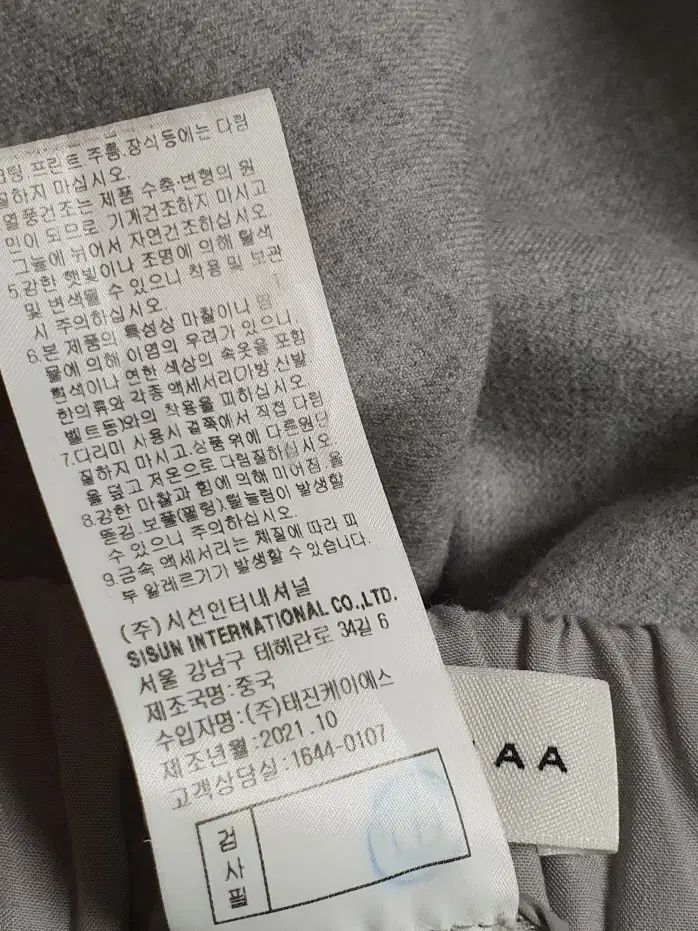 프린트 주름.장식등에는 다림
질하지 마십시오.
열풍건조는 제품 수축·변형의 원
인이 되므로, 기계건조하지 마시고
그늘에 뉘어서 자연건조하십시오.
5.강한 햇빛이나 조명에 의해 탈색
및 변색될 수 있으니 착용 및 보관
시 주의하십시오.
6.본 제품의 특성상 마찰이나 땀
물에 의해 이염의 우려가 있으니,
흰색이나 연한 색상의 속옷을 포함
한의류와 각종 액세서리(가방 신발
벨트등)와의 착용을 피하십시오.
7.다리미 사용시 겉쪽에서 직접 다림
질하지 마시고.상품위에 다른원단
을 덮고 저온으로 다림질하십시오.
8.강한 마찰과 힘에 의해 미어짐 올
뜯김.보풀(필링).털눌림이 발생할
수 있으니 주의하십시오.
9.금속 액세서리는 체질에 따라 피
부 알레르기가 발생할 수 있습니다.
(주)시선인터내셔널
SISUN INTERNATIONAL CO.,LTD.
서울 강남구 테헤란로 34길 6
제조국명:중국
수입자명:(주)태진케이에스
제조년월:2021.10
고객상담실 1644-0107
검사필
AA